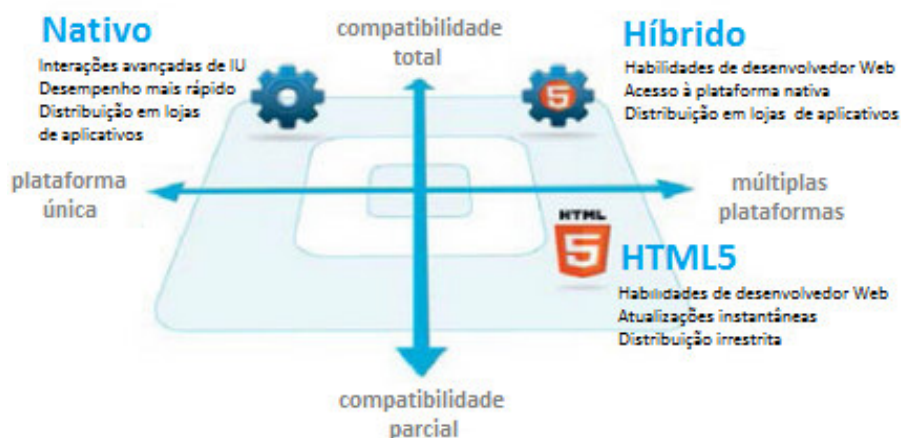 Nativo
Interações avançadas de IU
Desempenho mais rápido
Distribuição em lojas
de aplicativos
compatibilidade
total
Híbrido
Habilidades de desenvolvedor Web
Acesso à plataforma nativa
Distribuição em lojas de aplicativos
5
plataforma
única
múltiplas
plataformas
HTML
5
HTML5
Habilidades de desenvolvedor Web
Atualizações instantâneas
Distribuição irrestrita
compatibilidade
parcial